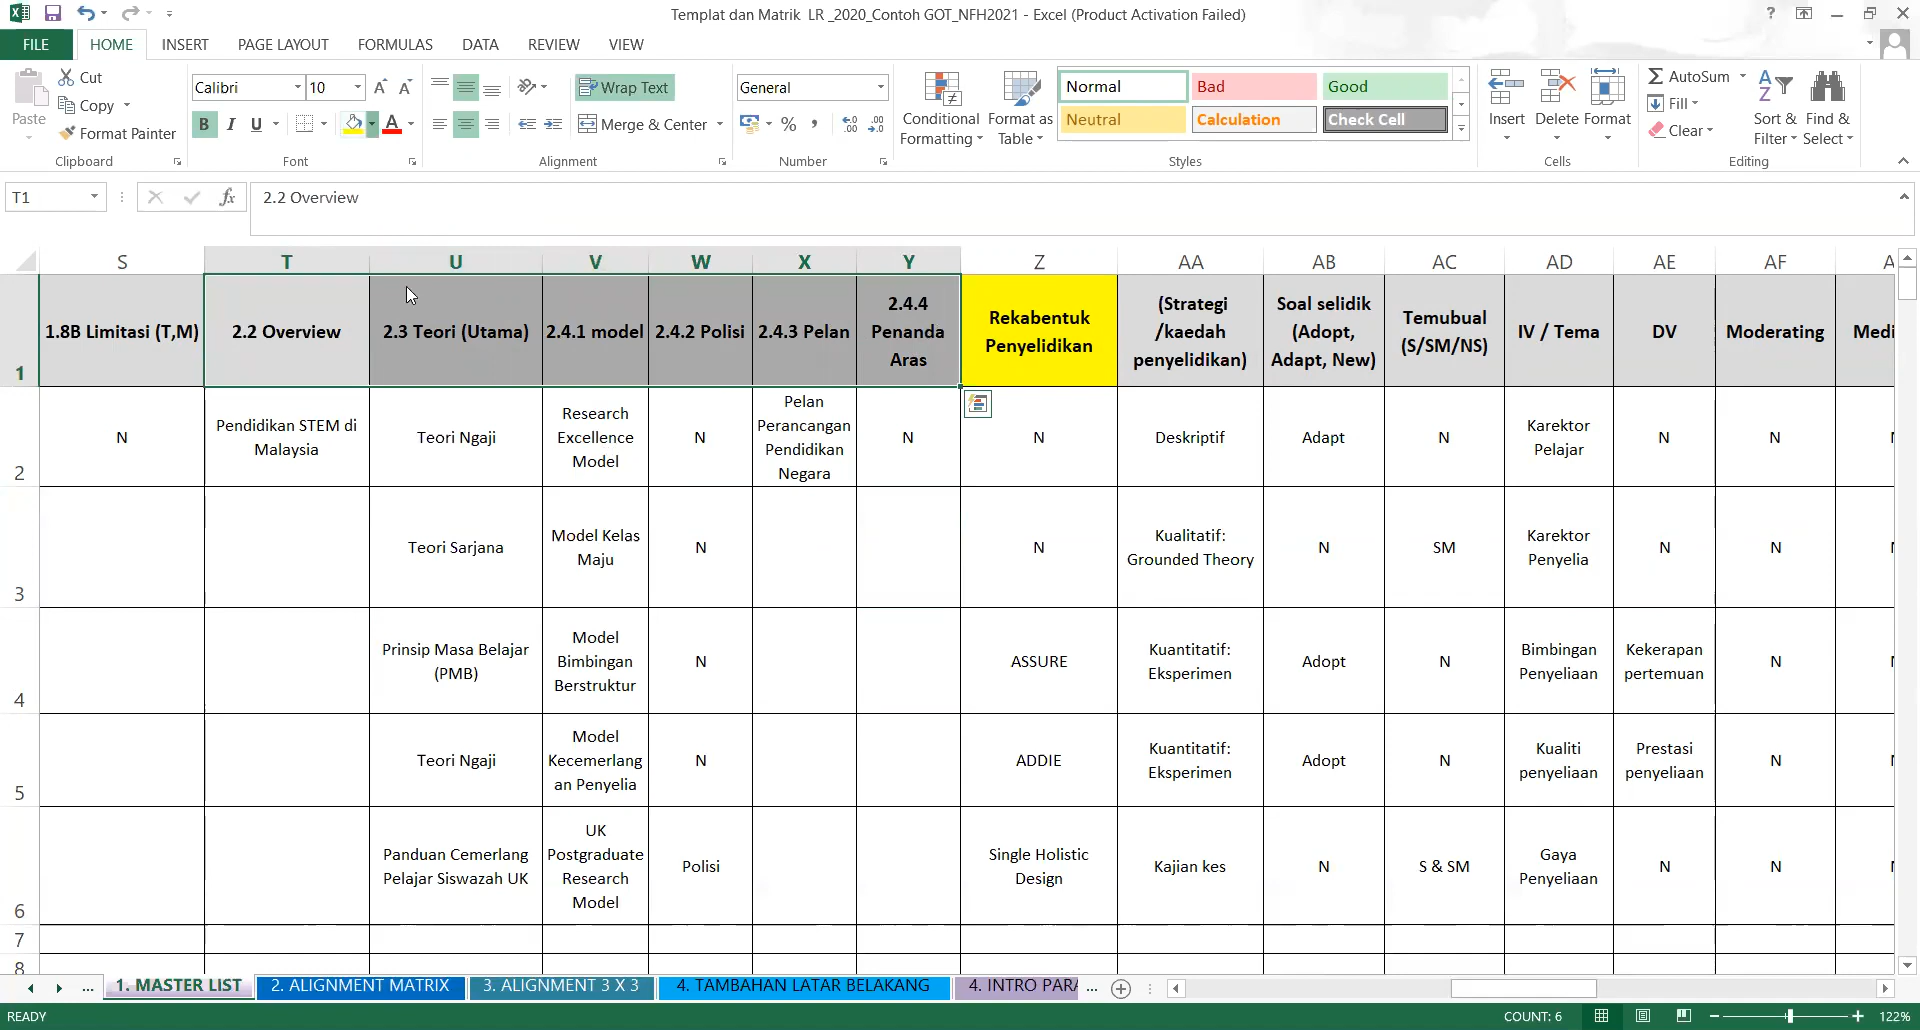 Templat dan Matrik LR _2020_Contoh GOT_NFH2021 - Excel (Product Activation Failed)
FILE HOME INSERT PAGE LAYOUT FORMULAS DATA REVIEW VIEW
Paste
Cut
Copy
Format Painter
Clipboard
Calibri 10
B I U
Font
Wrap Text
Merge & Center
Alignment
General
%
Number
Conditional
Formatting
Format as
Table
Normal Bad Good
Neutral Calculation Check Cell
Styles
Insert Delete Format
Cells
AutoSum
Fill
Clear
Sort &
Filter
Find &
Select
Editing
T1
fx
2.2 Overview
S T U V W X Y Z AA AB AC AD AE AF
1
1.8B Limitasi (T,M)
2.2 Overview
2.3 Teori (Utama)
2.4.1 model
2.4.2 Polisi
2.4.3 Pelan
2.4.4
Penanda
Aras
Rekabentuk
Penyelidikan
(Strategi
/kaedah
penyelidikan)
Soal selidik
(Adopt,
Adapt, New)
Temubual
(S/SM/NS)
IV / Tema
DV
Moderating
Medi
2
N
Pendidikan STEM di
Malaysia
Teori Ngaji
Research
Excellence
Model
N
Pelan
Perancangan
Pendidikan
Negara
N
N
Deskriptif
Adapt
N
Karektor
Pelajar
N
N
3
Teori Sarjana
Model Kelas
Maju
N
N
Kualitatif:
Grounded Theory
N
SM
Karektor
Penyelia
N
N
4
Prinsip Masa Belajar
(PMB)
Model
Bimbingan
Berstruktur
N
ASSURE
Kuantitatif:
Eksperimen
Adopt
N
Bimbingan
Penyeliaan
Kekerapan
pertemuan
N
5
Teori Ngaji
Model
Kecemerlang
an Penyelia
N
ADDIE
Kuantitatif:
Eksperimen
Adopt
N
Kualiti
penyeliaan
Prestasi
penyeliaan
N
6
Panduan Cemerlang
Pelajar Siswazah UK
UK
Postgraduate
Research
Model
Polisi
Single Holistic
Design
Kajian kes
N
S & SM
Gaya
Penyeliaan
N
N
7
8
... 1. MASTER LIST 2. ALIGNMENT MATRIX 3. ALIGNMENT 3 X 3 4. TAMBAHAN LATAR BELAKANG 4. INTRO PARA ...
READY COUNT: 6 122%